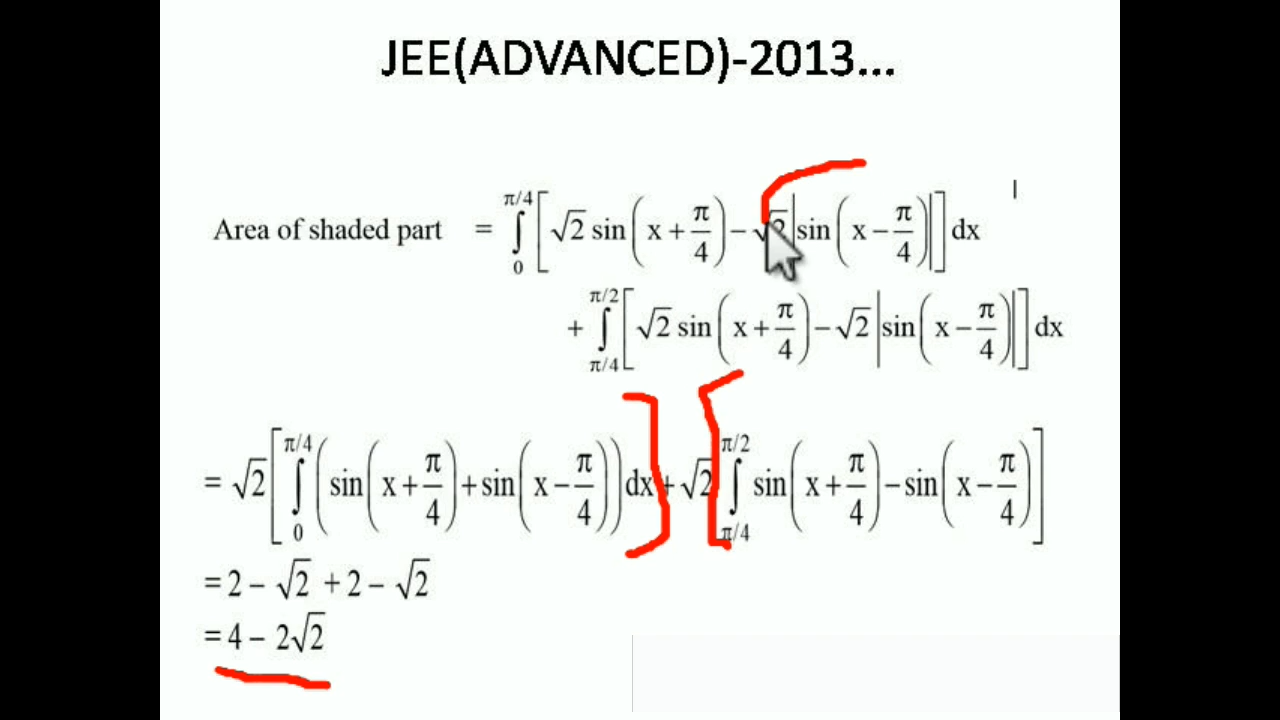 JEE(ADVANCED)-2013...
Area of shaded part = ∫₀^{π/4} [√2 sin(x + π/4) − √2 |sin(x − π/4)|] dx
+ ∫_{π/4}^{π/2} [√2 sin(x + π/4) − √2 |sin(x − π/4)|] dx
= √2 [∫₀^{π/4} (sin(x + π/4) + sin(x − π/4)) dx + √2 ∫_{π/4}^{π/2} sin(x + π/4) − sin(x − π/4)]
= 2 − √2 + 2 − √2
= 4 − 2√2